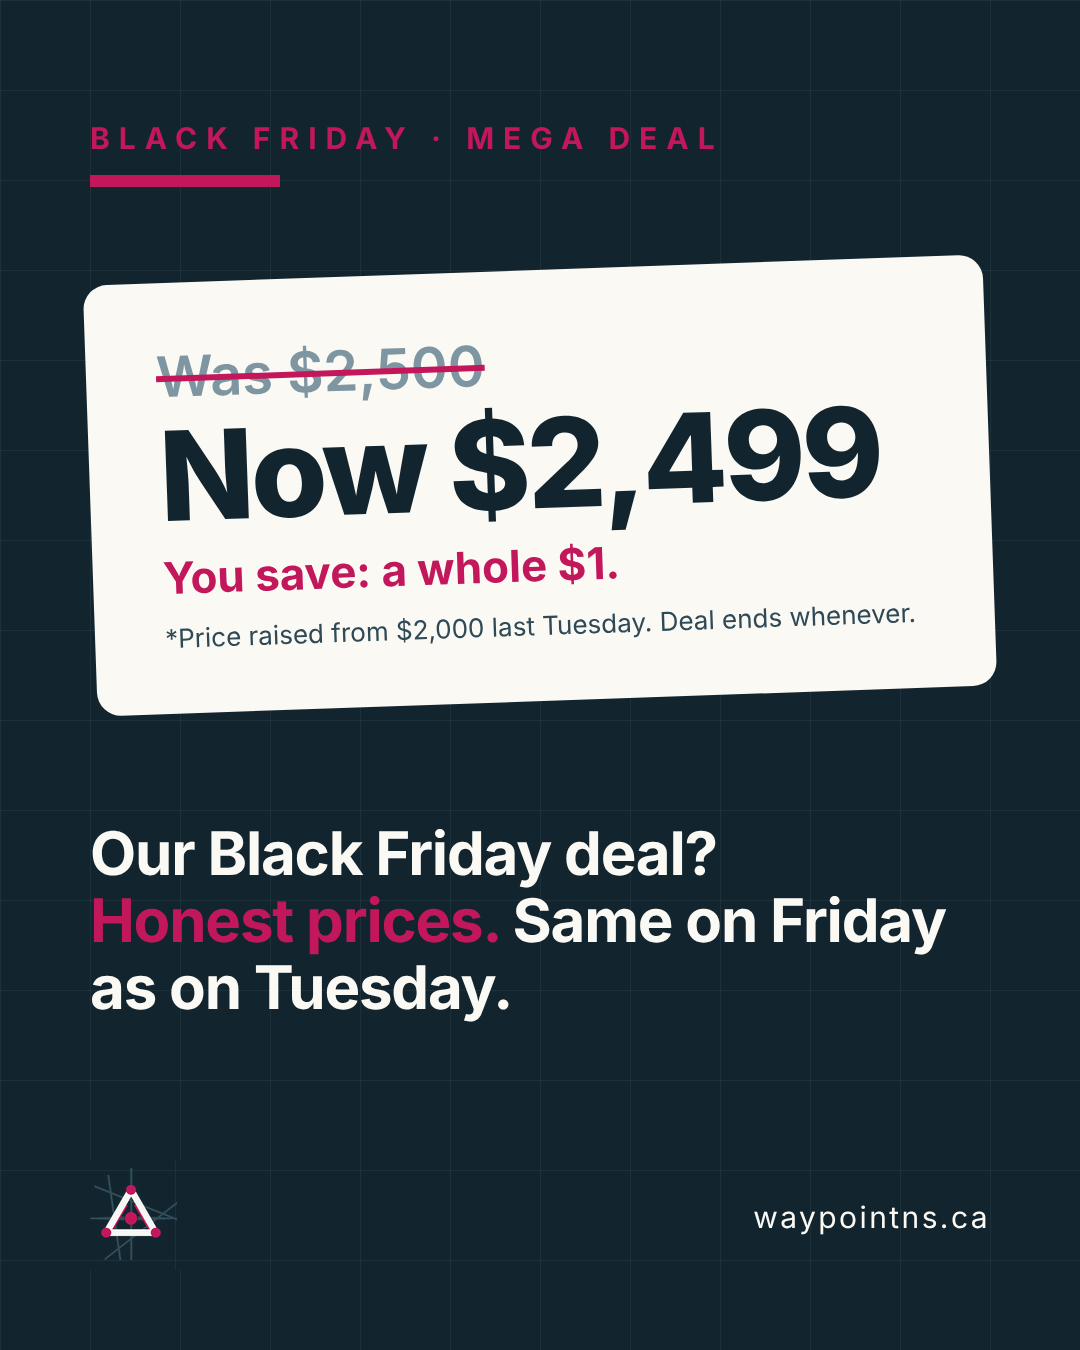 BLACK FRIDAY · MEGA DEAL
Was $2,500
Now $2,499
You save: a whole $1.
*Price raised from $2,000 last Tuesday. Deal ends whenever.
Our Black Friday deal?
Honest prices. Same on Friday
as on Tuesday.
waypointns.ca